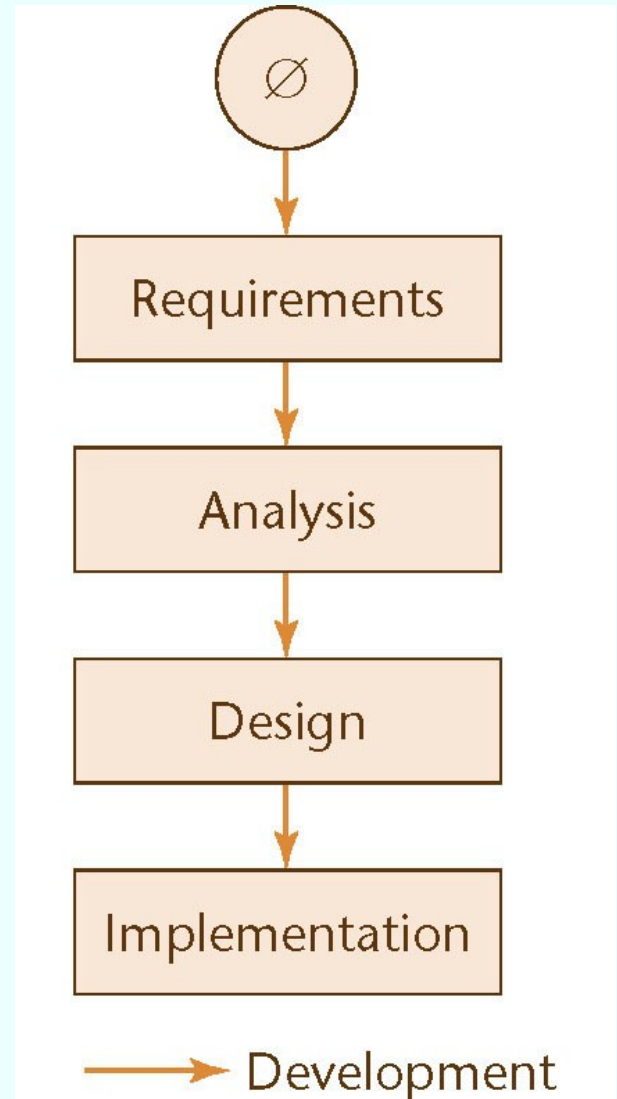 ∅
Requirements
Analysis
Design
Implementation
Development